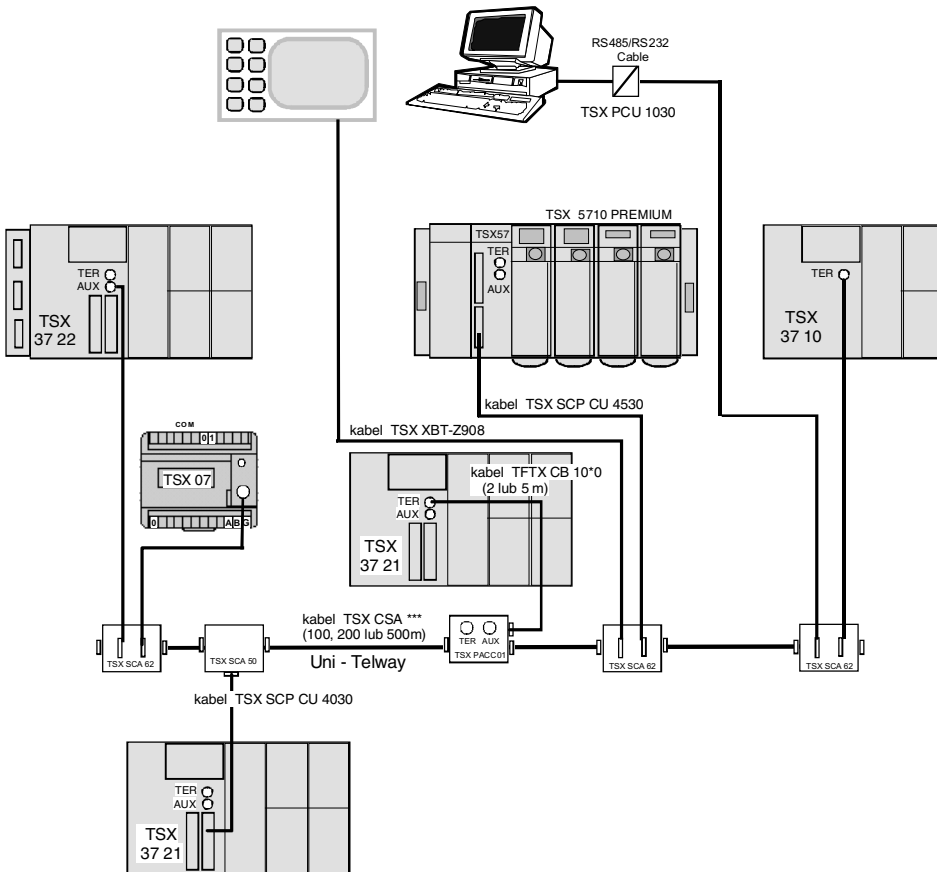 RS485/RS232
Cable
TSX PCU 1030
TSX 5710 PREMIUM
TSX57
TER
AUX
TER
AUX
TSX
37 22
TER
TSX
37 10
kabel TSX SCP CU 4530
kabel TSX XBT-Z908
COM
0 1
TSX 07
0
A B G
kabel TFTX CB 10*0
(2 lub 5 m)
TER
AUX
TSX
37 21
kabel TSX CSA ***
(100, 200 lub 500m)
Uni - Telway
TER AUX
TSX PACC01
TSX SCA 62
TSX SCA 50
TSX SCA 62
TSX SCA 62
kabel TSX SCP CU 4030
TER
AUX
TSX
37 21